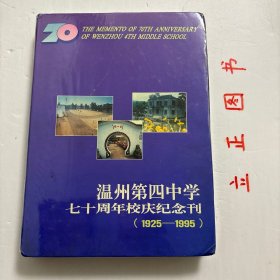 70
THE MEMENTO OF 70TH ANNIVERSARY
OF WENZHOU 4TH MIDDLE SCHOOL
温州第四中学
七十周年校庆纪念刊
(1925—1995)
立正图书